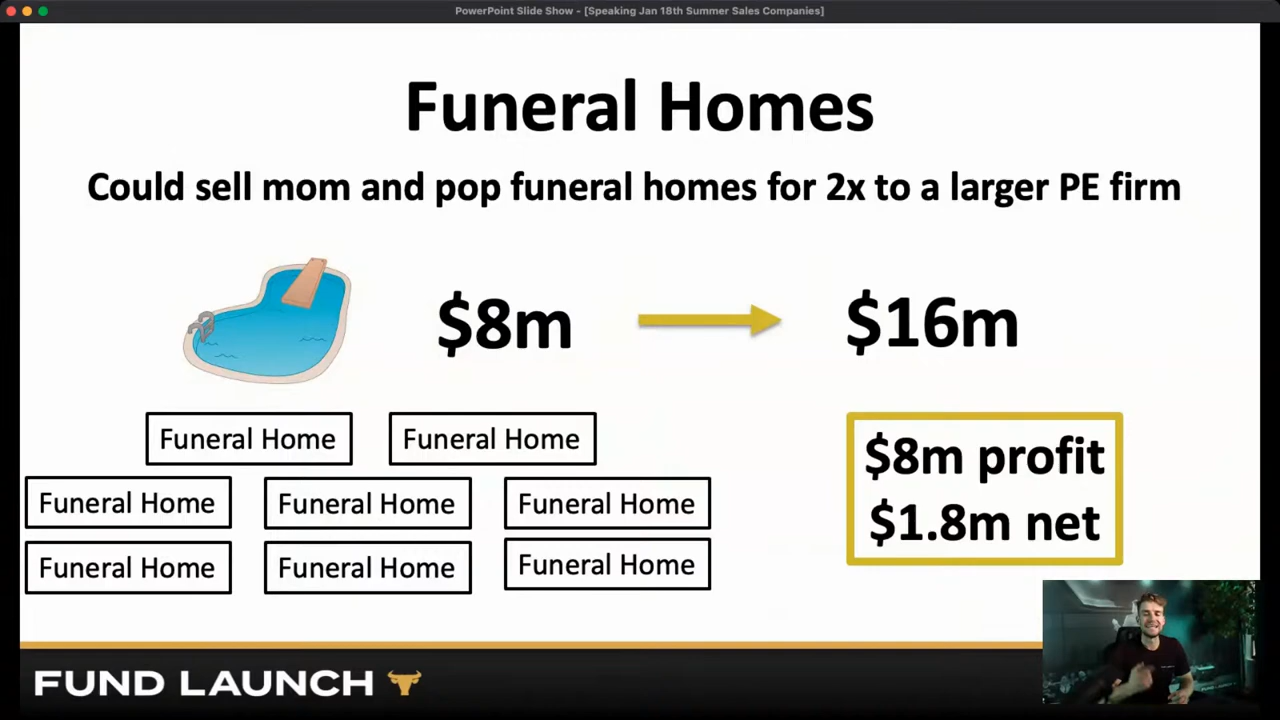 PowerPoint Slide Show - [Speaking Jan 18th Summer Sales Companies]
Funeral Homes
Could sell mom and pop funeral homes for 2x to a larger PE firm
$8m
$16m
Funeral Home
Funeral Home
Funeral Home
Funeral Home
Funeral Home
Funeral Home
Funeral Home
Funeral Home
$8m profit
$1.8m net
FUND LAUNCH